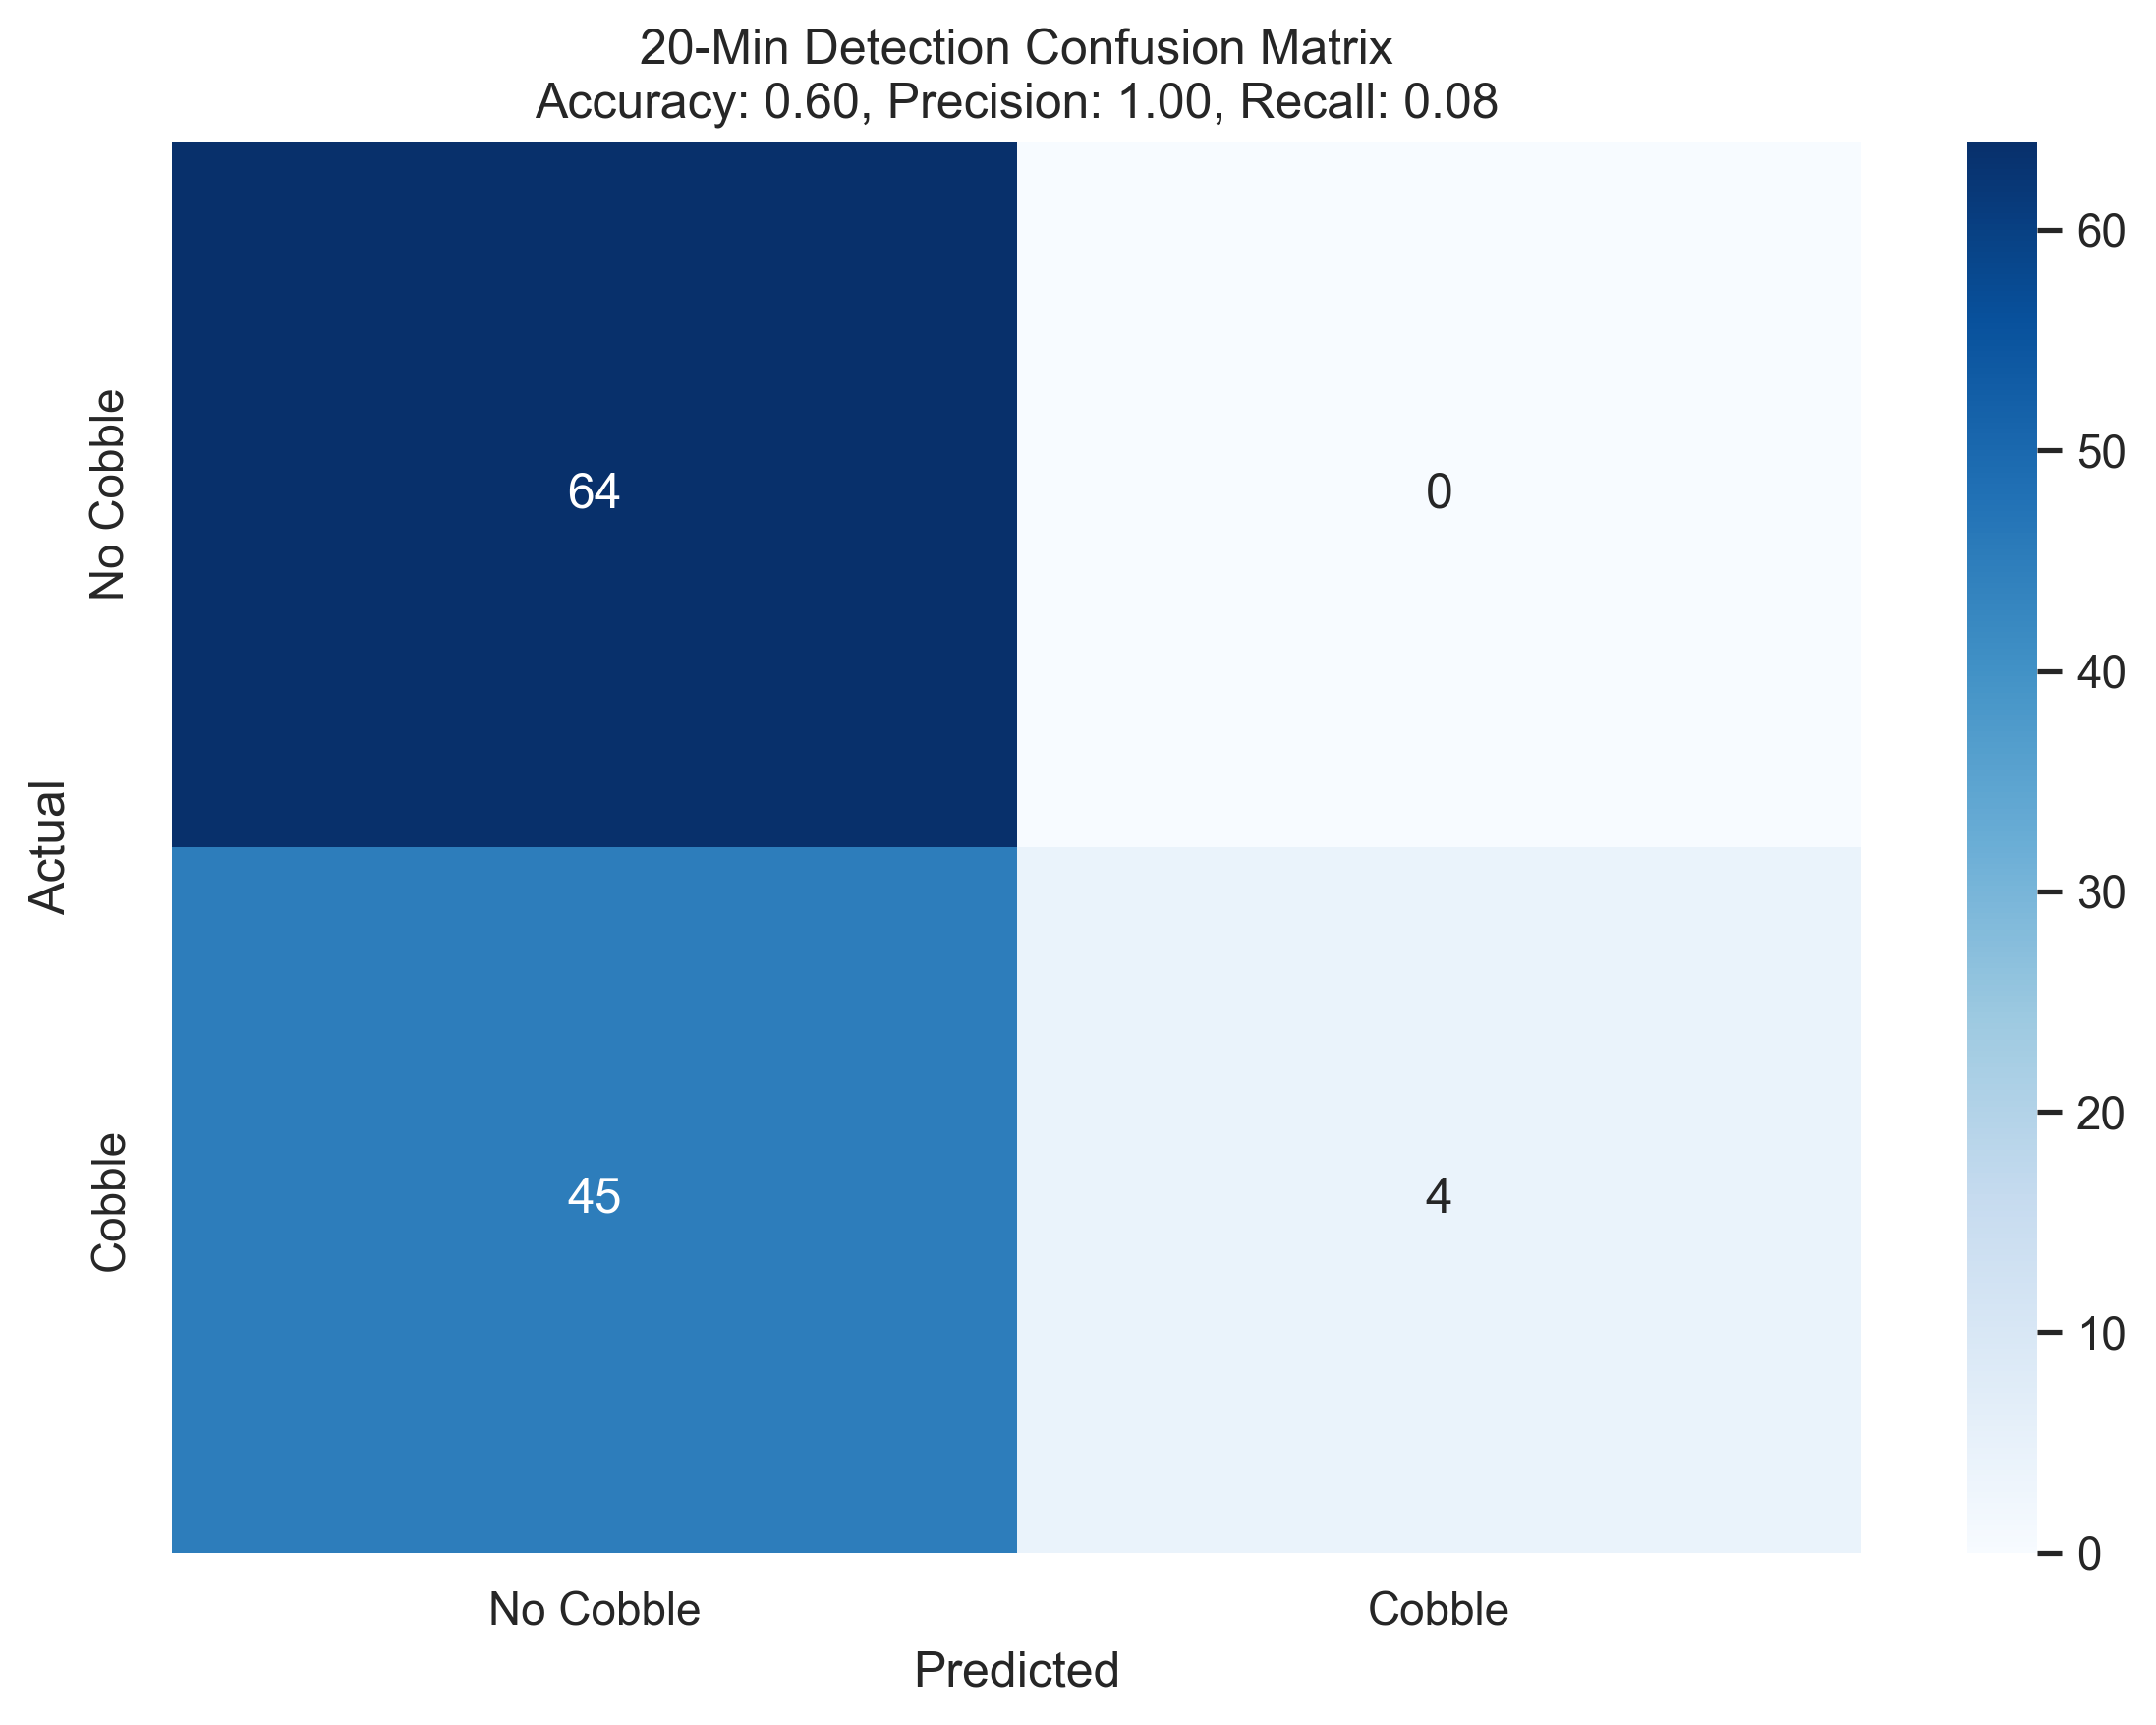 20-Min Detection Confusion Matrix
Accuracy: 0.60, Precision: 1.00, Recall: 0.08
Actual
No Cobble
64
0
Cobble
45
4
No Cobble
Cobble
Predicted
60
50
40
30
20
10
0